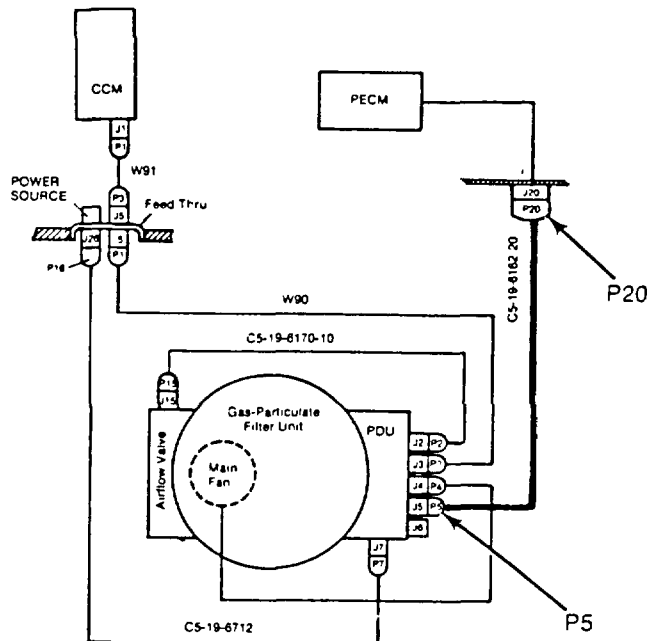 CCM
J1
P1
W91
PECM
POWER
SOURCE
P3
J5
Feed Thru
J28
5
P1
P16
J20
P20
P20
C5-19-6162 20
W90
C5-19-6170-10
P15
J15
Gas-Particulate
Filter Unit
PDU
Airflow Valve
Main
Fan
J2 P2
J3 P3
J4 P4
J5 P5
J6
J7
P7
P5
C5-19-6712